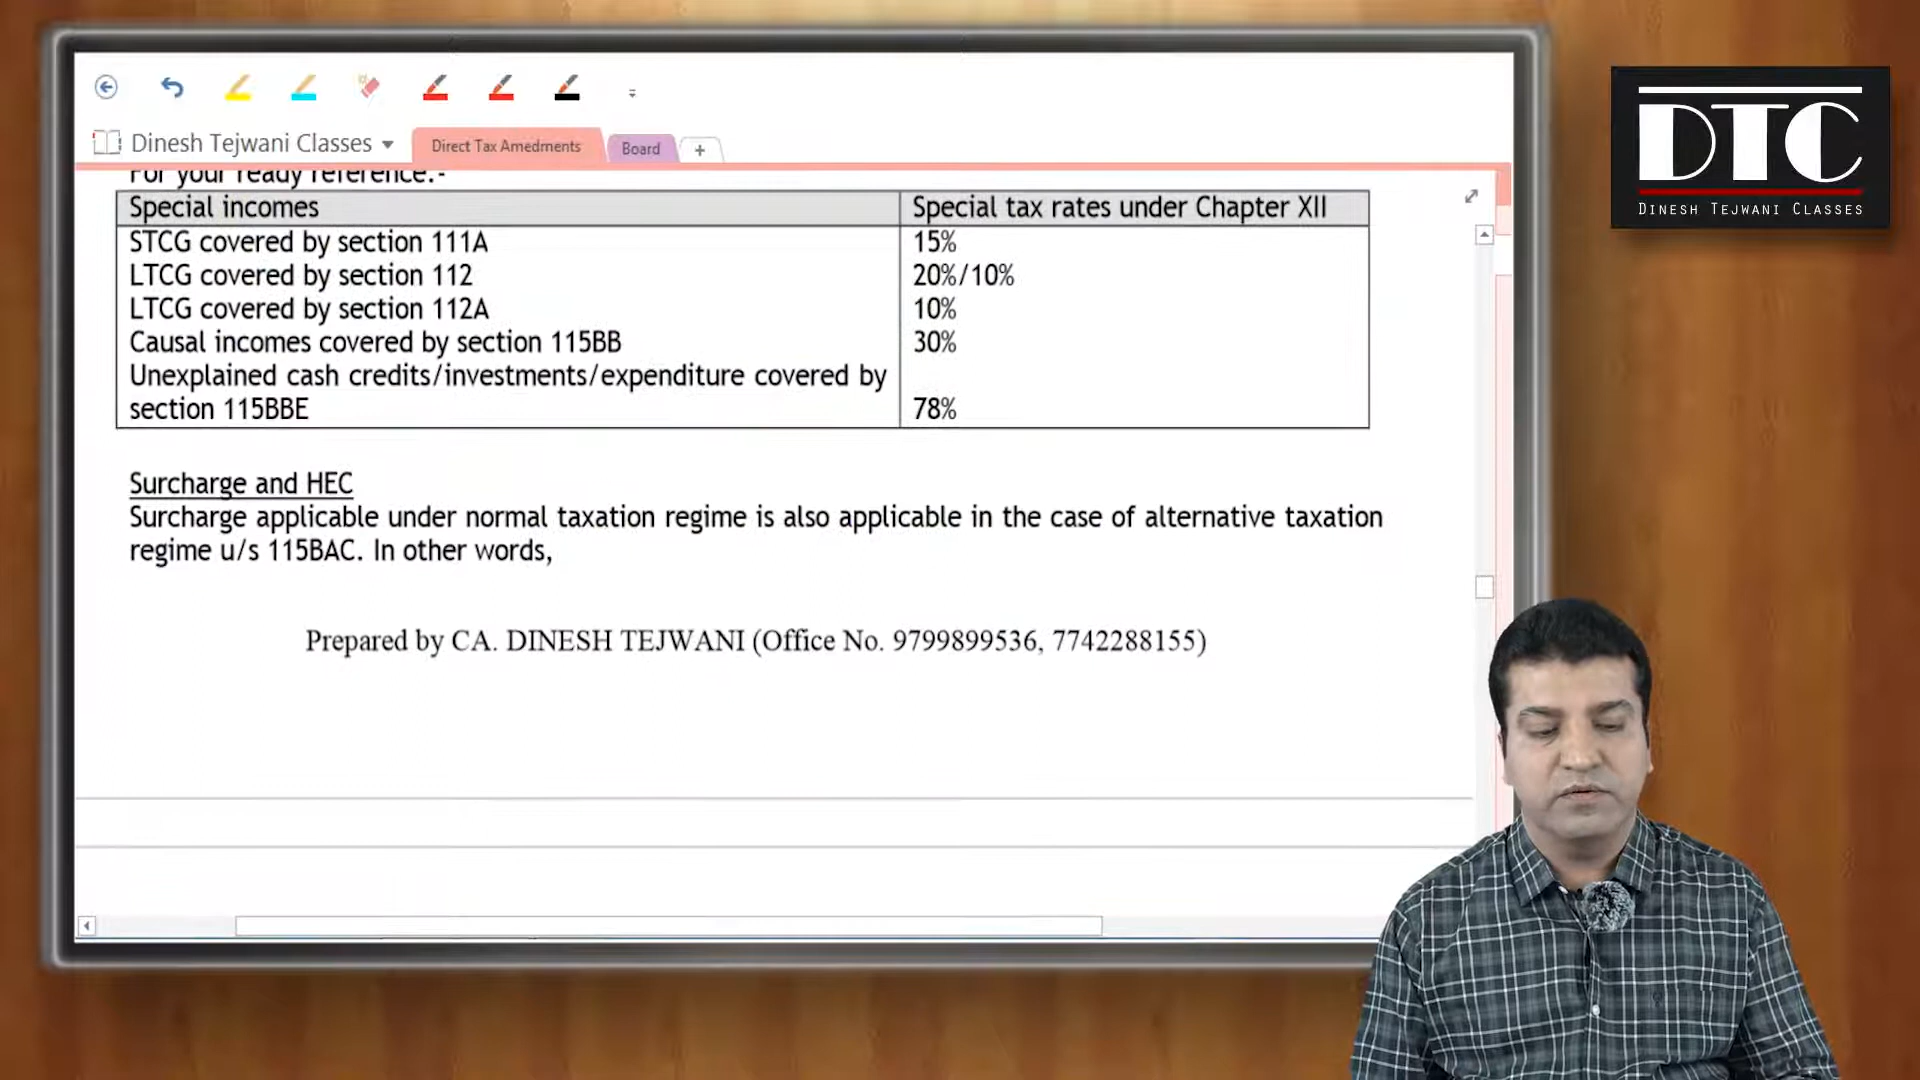 Dinesh Tejwani Classes
Direct Tax Amedments
Board
For your ready reference:-
Special incomes
Special tax rates under Chapter XII
STCG covered by section 111A
15%
LTCG covered by section 112
20%/10%
LTCG covered by section 112A
10%
Causal incomes covered by section 115BB
30%
Unexplained cash credits/investments/expenditure covered by
section 115BBE
78%
Surcharge and HEC
Surcharge applicable under normal taxation regime is also applicable in the case of alternative taxation
regime u/s 115BAC. In other words,
Prepared by CA. DINESH TEJWANI (Office No. 9799899536, 7742288155)
DTC
DINESH TEJWANI CLASSES